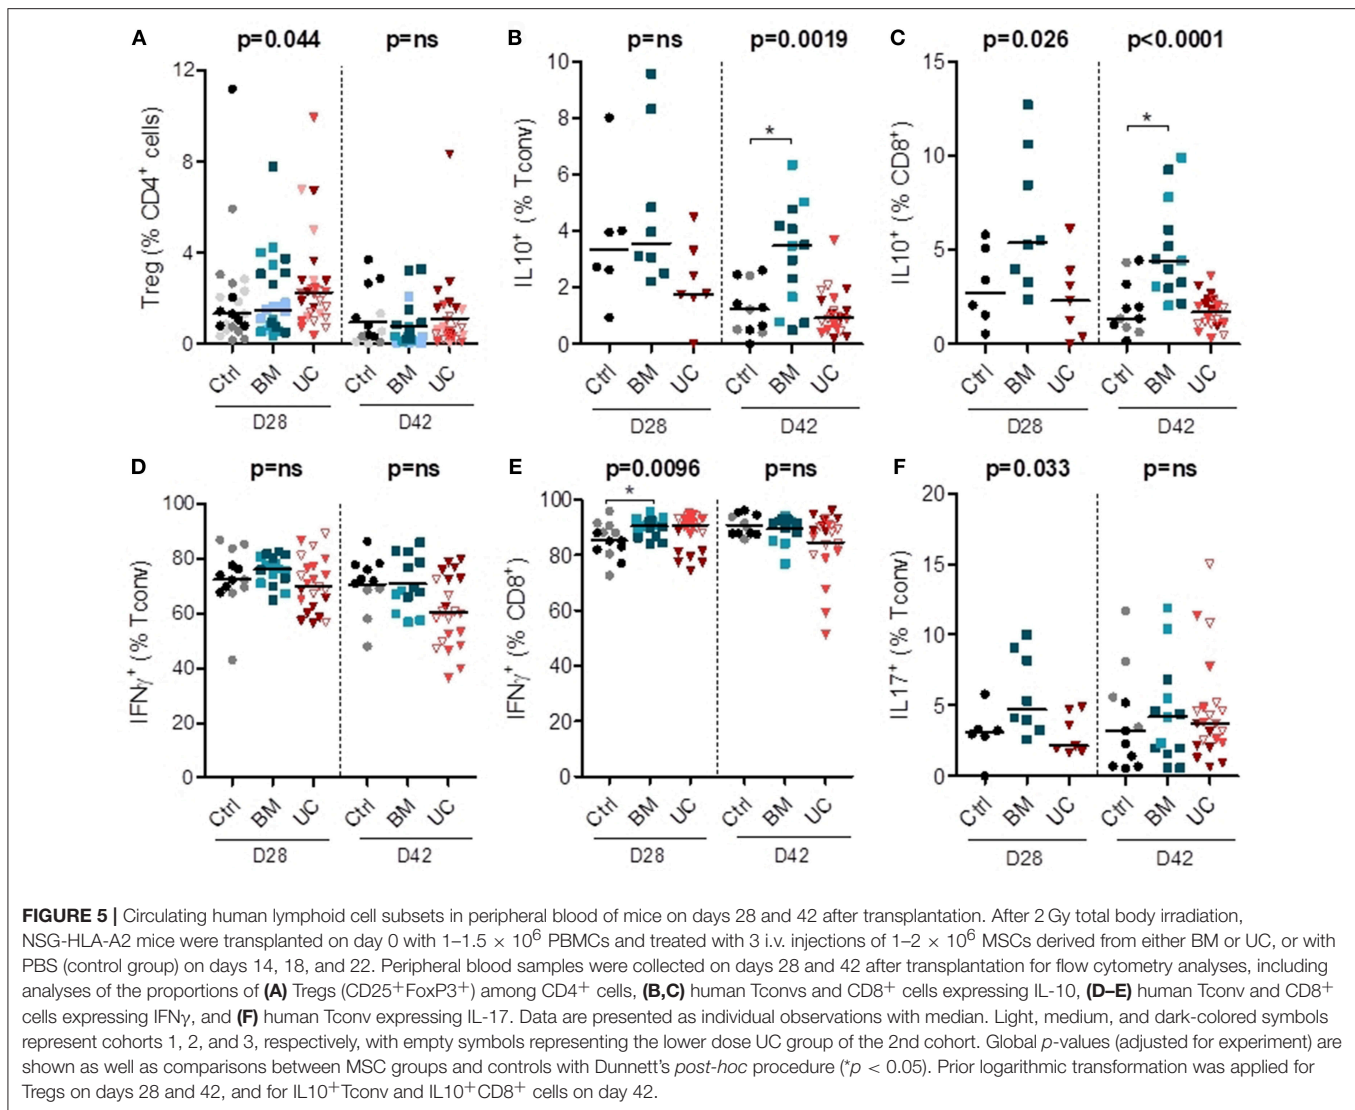 A
p=0.044
p=ns
Treg (% CD4+ cells)
12
8
4
0
Ctrl
BM
UC
Ctrl
BM
UC
D28
D42
B
p=ns
p=0.0019
IL10+ (% Tconv)
10
8
6
4
2
0
*
Ctrl
BM
UC
Ctrl
BM
UC
D28
D42
C
p=0.026
p<0.0001
IL10+ (% CD8+)
15
10
5
0
*
Ctrl
BM
UC
Ctrl
BM
UC
D28
D42
D
p=ns
p=ns
IFNγ+ (% Tconv)
100
80
60
40
20
0
Ctrl
BM
UC
Ctrl
BM
UC
D28
D42
E
p=0.0096
p=ns
IFNγ+ (% CD8+)
100
80
60
40
20
0
*
Ctrl
BM
UC
Ctrl
BM
UC
D28
D42
F
p=0.033
p=ns
IL17+ (% Tconv)
20
15
10
5
0
Ctrl
BM
UC
Ctrl
BM
UC
D28
D42
FIGURE 5 | Circulating human lymphoid cell subsets in peripheral blood of mice on days 28 and 42 after transplantation. After 2 Gy total body irradiation,
NSG-HLA-A2 mice were transplanted on day 0 with 1–1.5 × 10⁶ PBMCs and treated with 3 i.v. injections of 1–2 × 10⁶ MSCs derived from either BM or UC, or with
PBS (control group) on days 14, 18, and 22. Peripheral blood samples were collected on days 28 and 42 after transplantation for flow cytometry analyses, including
analyses of the proportions of (A) Tregs (CD25+FoxP3+) among CD4+ cells, (B,C) human Tconvs and CD8+ cells expressing IL-10, (D–E) human Tconv and CD8+
cells expressing IFNγ, and (F) human Tconv expressing IL-17. Data are presented as individual observations with median. Light, medium, and dark-colored symbols
represent cohorts 1, 2, and 3, respectively, with empty symbols representing the lower dose UC group of the 2nd cohort. Global p-values (adjusted for experiment) are
shown as well as comparisons between MSC groups and controls with Dunnett's post-hoc procedure (*p < 0.05). Prior logarithmic transformation was applied for
Tregs on days 28 and 42, and for IL10+Tconv and IL10+CD8+ cells on day 42.